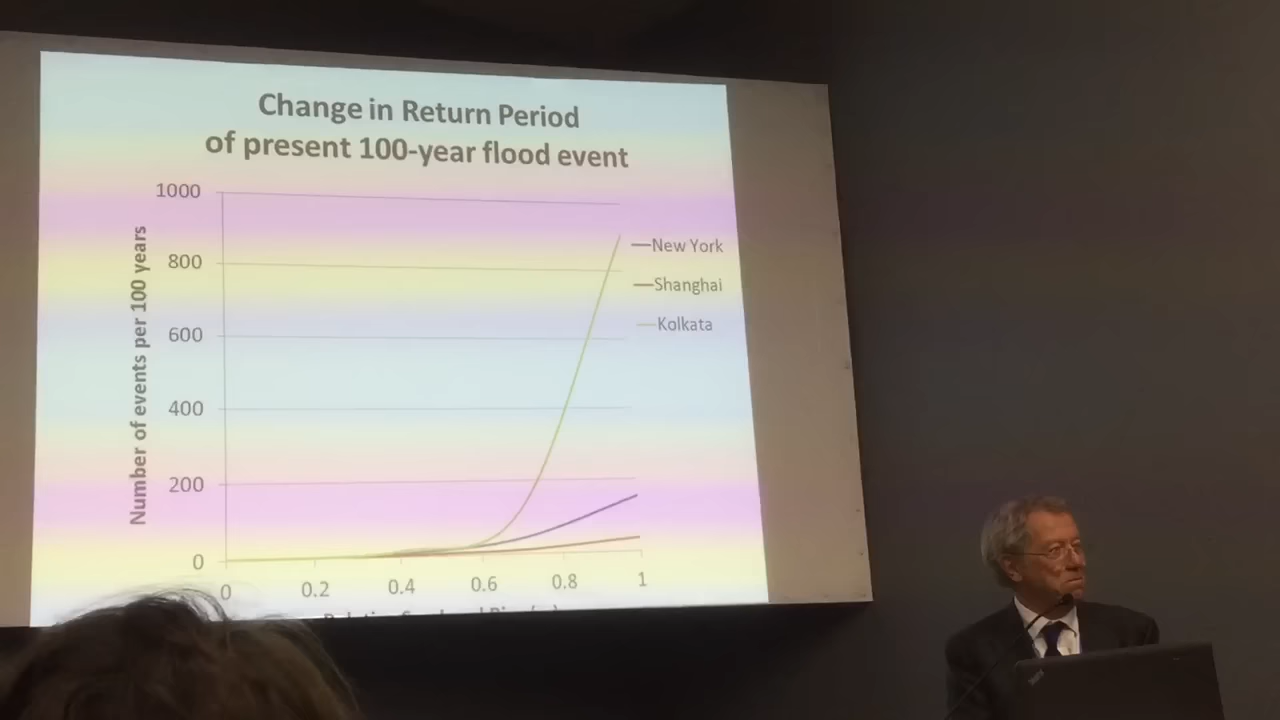 Change in Return Period
of present 100-year flood event
Number of events per 100 years
1000
800
600
400
200
0
0 0.2 0.4 0.6 0.8 1
New York
Shanghai
Kolkata